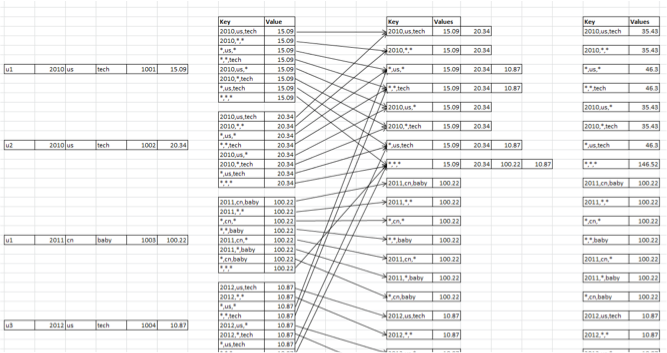 Key Value Key Values Key Value
2010,us,tech 15.09 2010,us,tech 15.09 20.34 2010,us,tech 35.43
2010,*,* 15.09
*,us,* 15.09 2010,*,* 15.09 20.34 2010,*,* 35.43
*,*,tech 15.09
u1 2010 us tech 1001 15.09 2010,us,* 15.09 *,us,* 15.09 20.34 10.87 *,us,* 46.3
2010,*,tech 15.09
*,us,tech 15.09 *,*,tech 15.09 20.34 10.87 *,*,tech 46.3
*,*,* 15.09
2010,us,* 15.09 20.34 2010,us,* 35.43
2010,us,tech 20.34
2010,*,* 20.34 2010,*,tech 15.09 20.34 2010,*,tech 35.43
*,us,* 20.34
u2 2010 us tech 1002 20.34 *,*,tech 20.34 *,us,tech 15.09 20.34 10.87 *,us,tech 46.3
2010,us,* 20.34
2010,*,tech 20.34 *,*,* 15.09 20.34 100.22 10.87 *,*,* 146.52
*,us,tech 20.34
*,*,* 20.34 2011,cn,baby 100.22 2011,cn,baby 100.22
2011,cn,baby 100.22 2011,*,* 100.22 2011,*,* 100.22
2011,*,* 100.22
*,cn,* 100.22 *,cn,* 100.22 *,cn,* 100.22
*,*,baby 100.22
u1 2011 cn baby 1003 100.22 2011,cn,* 100.22 *,*,baby 100.22 *,*,baby 100.22
2011,*,baby 100.22
*,cn,baby 100.22 2011,cn,* 100.22 2011,cn,* 100.22
*,*,* 100.22
2011,*,baby 100.22 2011,*,baby 100.22
2012,us,tech 10.87
2012,*,* 10.87 *,cn,baby 100.22 *,cn,baby 100.22
*,us,* 10.87
*,*,tech 10.87 2012,us,tech 10.87 2012,us,tech 10.87
u3 2012 us tech 1004 10.87 2012,us,* 10.87
2012,*,tech 10.87 2012,*,* 10.87 2012,*,* 10.87
*,us,tech 10.87